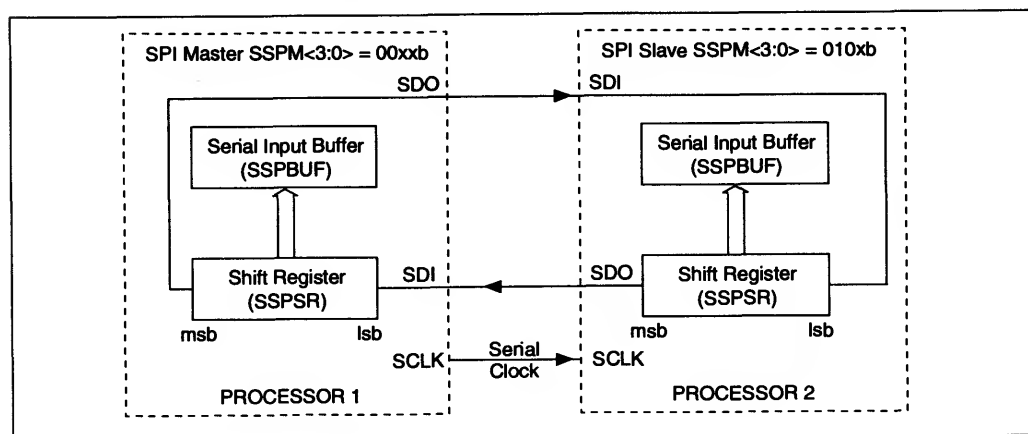 SPI Master SSPM<3:0> = 00xxb
SDO
Serial Input Buffer
(SSPBUF)
Shift Register
(SSPSR)
msb
lsb
SDI
SCLK
PROCESSOR 1
Serial
Clock
SPI Slave SSPM<3:0> = 010xb
SDI
Serial Input Buffer
(SSPBUF)
SDO
Shift Register
(SSPSR)
msb
lsb
SCLK
PROCESSOR 2